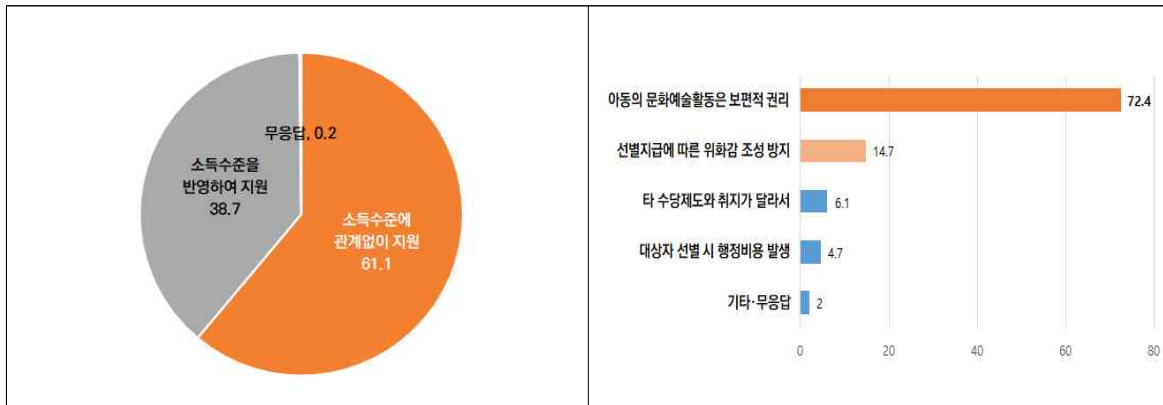 무응답, 0.2
소득수준을
반영하여 지원
38.7
소득수준에
관계없이 지원
61.1
아동의 문화예술활동은 보편적 권리
72.4
선별지급에 따른 위화감 조성 방지
14.7
타 수당제도와 취지가 달라서
6.1
대상자 선별 시 행정비용 발생
4.7
기타·무응답
2
0 20 40 60 80